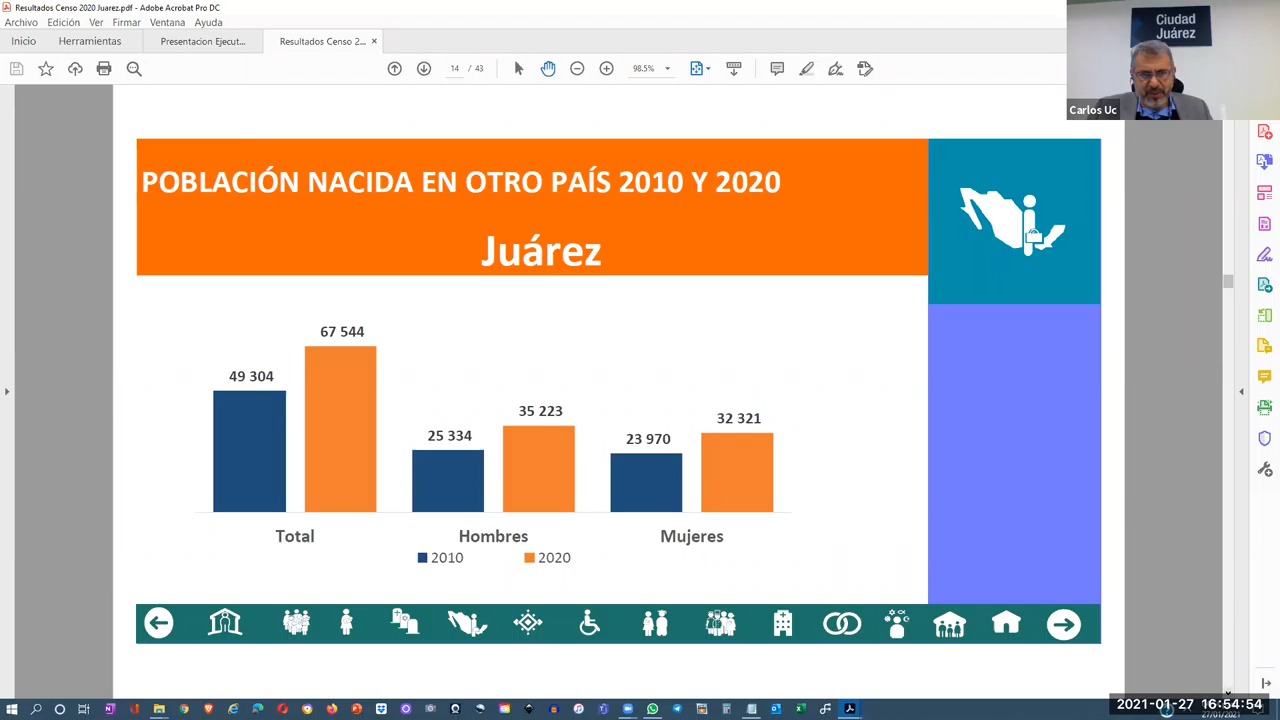 Resultados Censo 2020 Juarez.pdf - Adobe Acrobat Pro DC
Archivo Edición Ver Firmar Ventana Ayuda
Inicio Herramientas Presentacion Ejecut... Resultados Censo 2... ×
14 / 43 98.5%
Ciudad
Juárez
Carlos Uc
POBLACIÓN NACIDA EN OTRO PAÍS 2010 Y 2020
Juárez
67 544
49 304
35 223
32 321
25 334
23 970
Total Hombres Mujeres
2010 2020
2021-01-27 16:54:54
27/01/2021